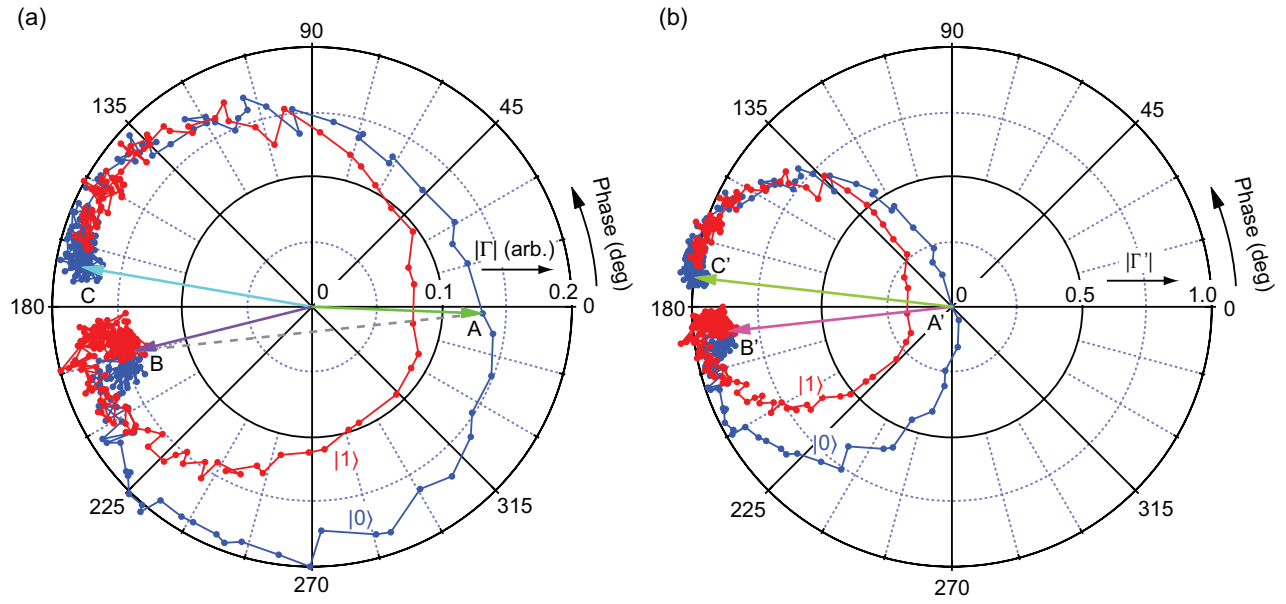 (a)
90
135
45
Phase (deg)
|Γ| (arb.)
C
180
0
0.1
0.2
0
A
B
|1⟩
|0⟩
225
315
270
(b)
90
135
45
Phase (deg)
|Γ'|
C'
180
0
0.5
1.0
0
A'
B'
|1⟩
|0⟩
225
315
270